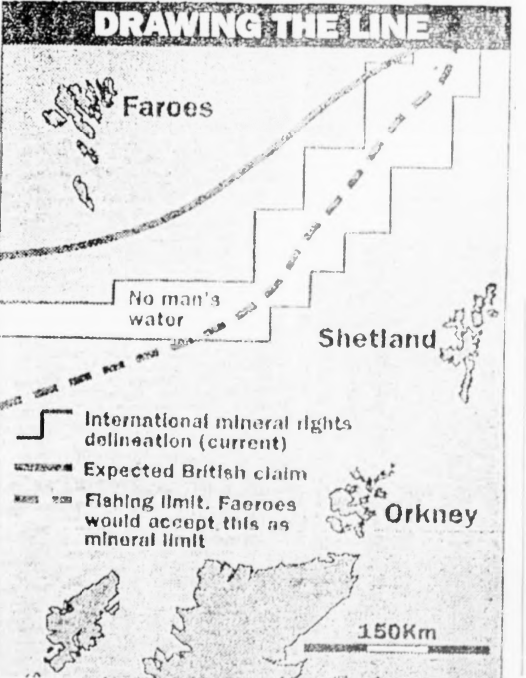 DRAWING THE LINE
Faroes
No man's
water
Shetland
International mineral rights
delineation (current)
Expected British claim
Fishing limit. Faeroes
would accept this as
mineral limit
Orkney
150Km